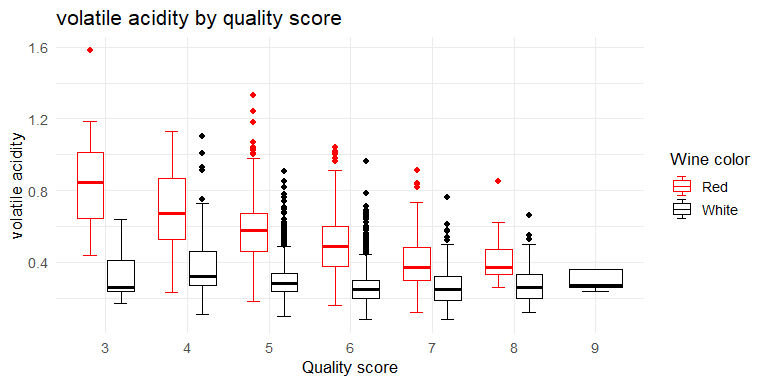 volatile acidity by quality score
1.6
1.2
0.8
0.4
volatile acidity
3 4 5 6 7 8 9
Quality score
Wine color
Red
White